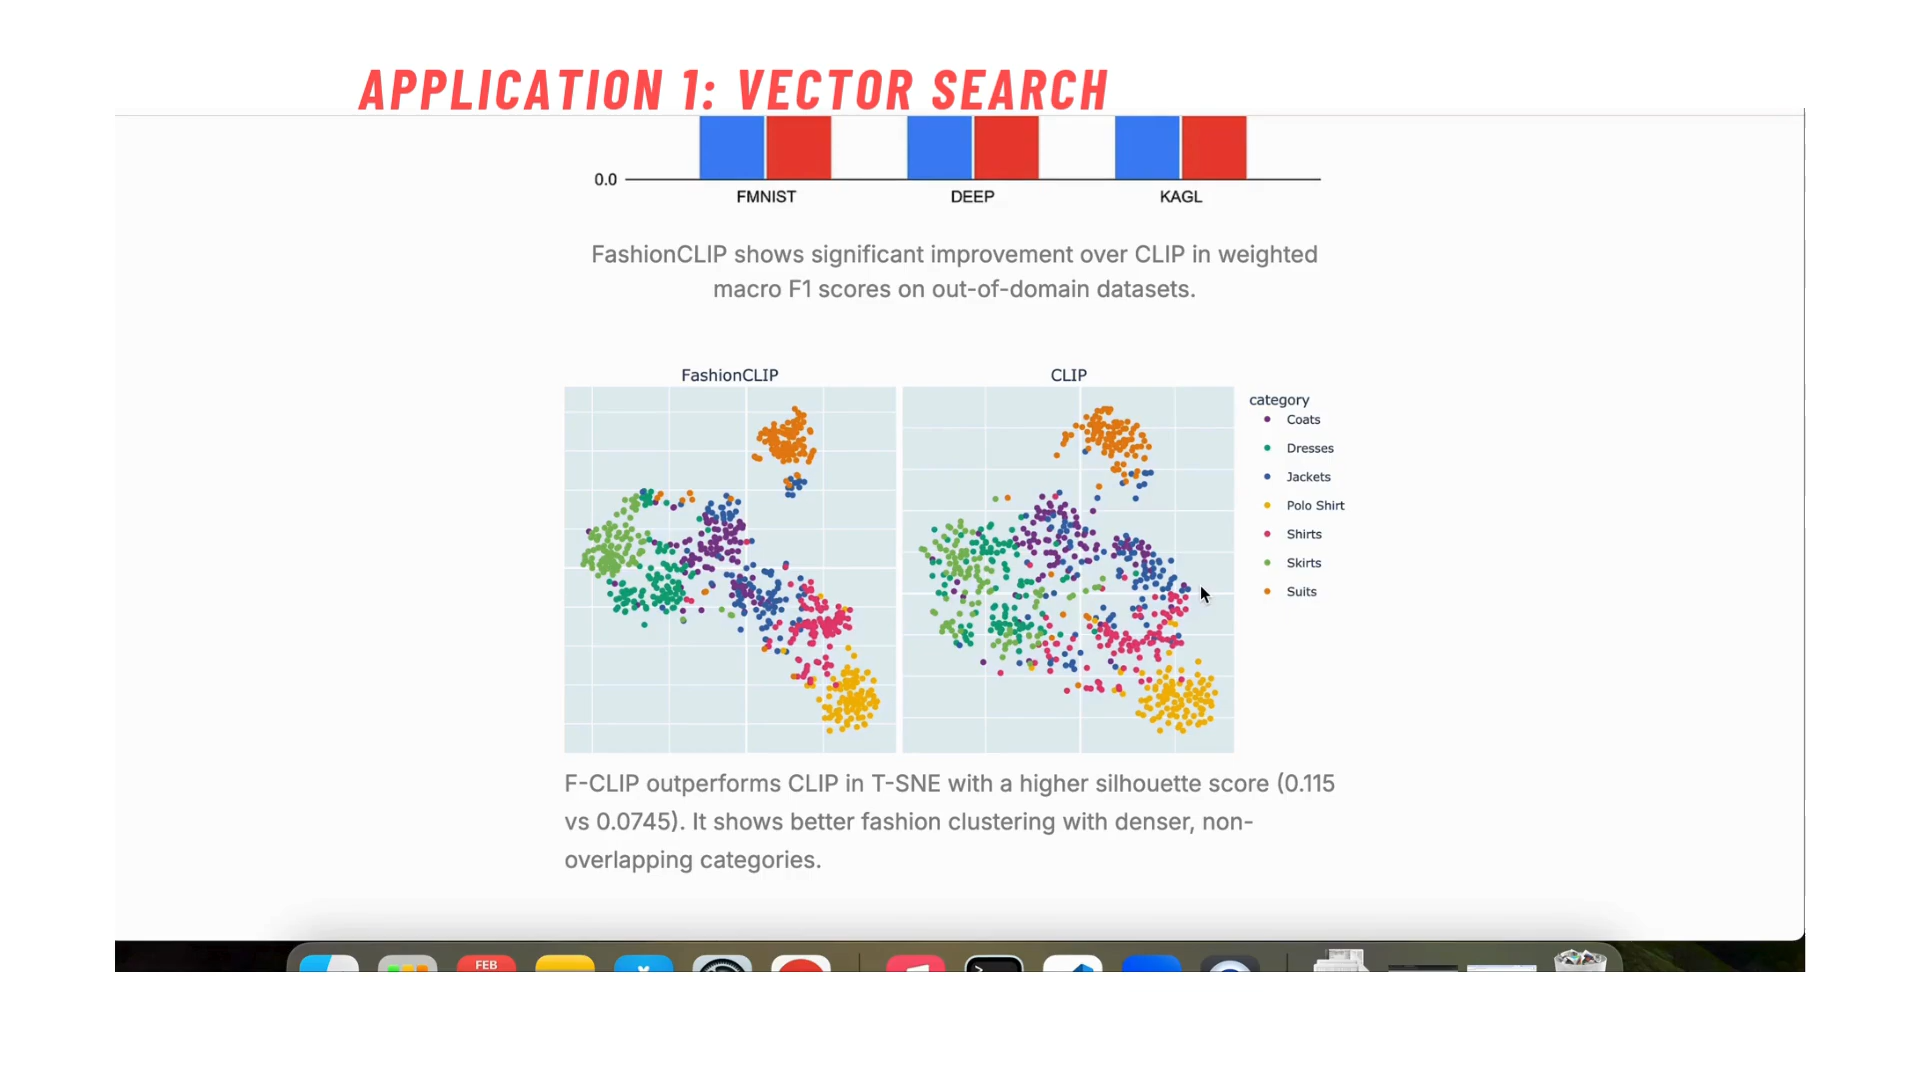 APPLICATION 1: VECTOR SEARCH
0.0
FMNIST DEEP KAGL
FashionCLIP shows significant improvement over CLIP in weighted
macro F1 scores on out-of-domain datasets.
FashionCLIP CLIP
category
Coats
Dresses
Jackets
Polo Shirt
Shirts
Skirts
Suits
F-CLIP outperforms CLIP in T-SNE with a higher silhouette score (0.115
vs 0.0745). It shows better fashion clustering with denser, non-
overlapping categories.
FEB